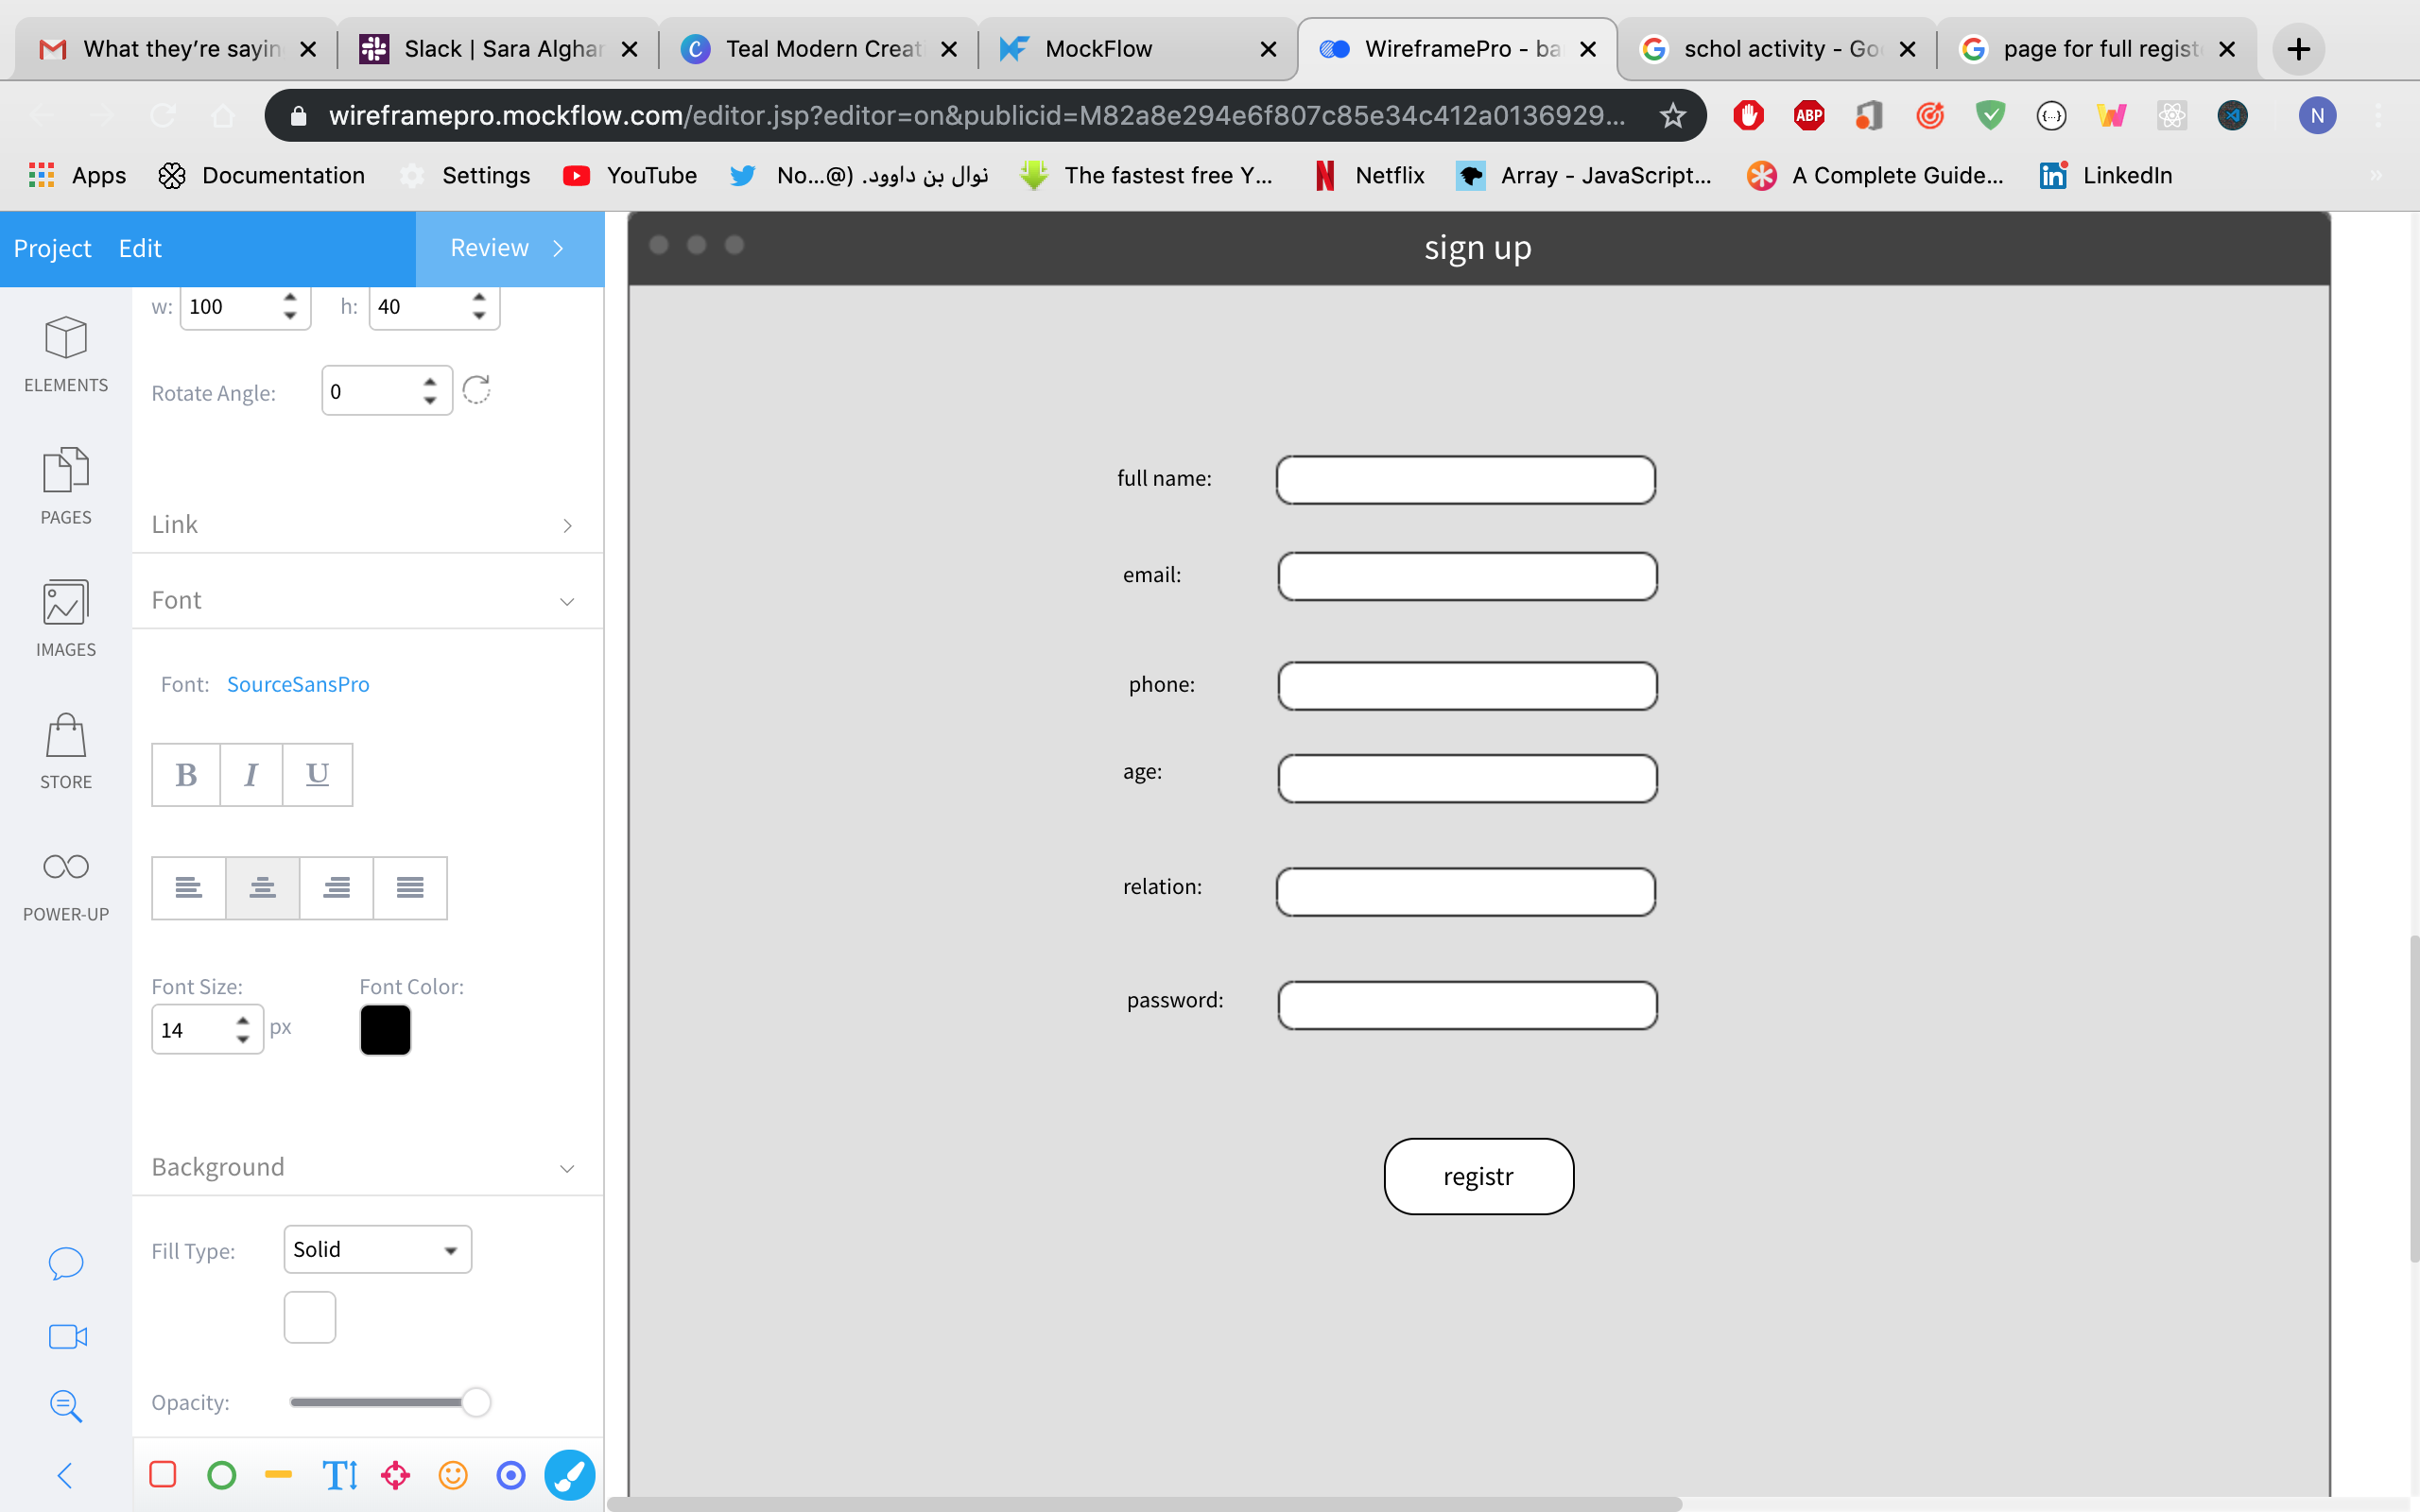 What they're sayin
Slack | Sara Alghar
Teal Modern Creat
MockFlow
WireframePro - ba
schol activity - Go
page for full regist
wireframepro.mockflow.com/editor.jsp?editor=on&publicid=M82a8e294e6f807c85e34c412a0136929...
ABP
N
Apps
Documentation
Settings
YouTube
No...@) .نوال بن داوود
The fastest free Y...
Netflix
Array - JavaScript...
A Complete Guide...
LinkedIn
Project Edit Review
sign up
ELEMENTS
PAGES
IMAGES
STORE
POWER-UP
w: 100 h: 40
Rotate Angle: 0
Link
Font
Font: SourceSansPro
B I U
Font Size: Font Color:
14 px
Background
Fill Type: Solid
Opacity:
full name:
email:
phone:
age:
relation:
password:
registr